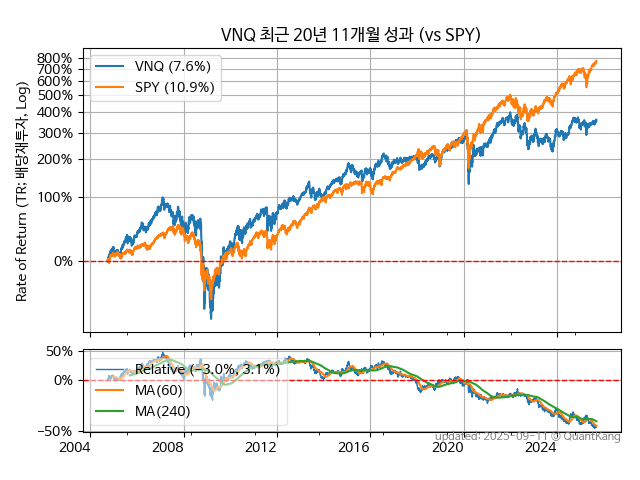 VNQ 최근 20년 11개월 성과 (vs SPY)
Rate of Return (TR: 배당재투자, Log)
800%
700%
600%
500%
400%
300%
200%
100%
0%
VNQ (7.6%)
SPY (10.9%)
50%
0%
−50%
Relative (−3.0%, 3.1%)
MA(60)
MA(240)
2004
2008
2012
2016
2020
2024
updated: 2025-09-11 © QuantKang